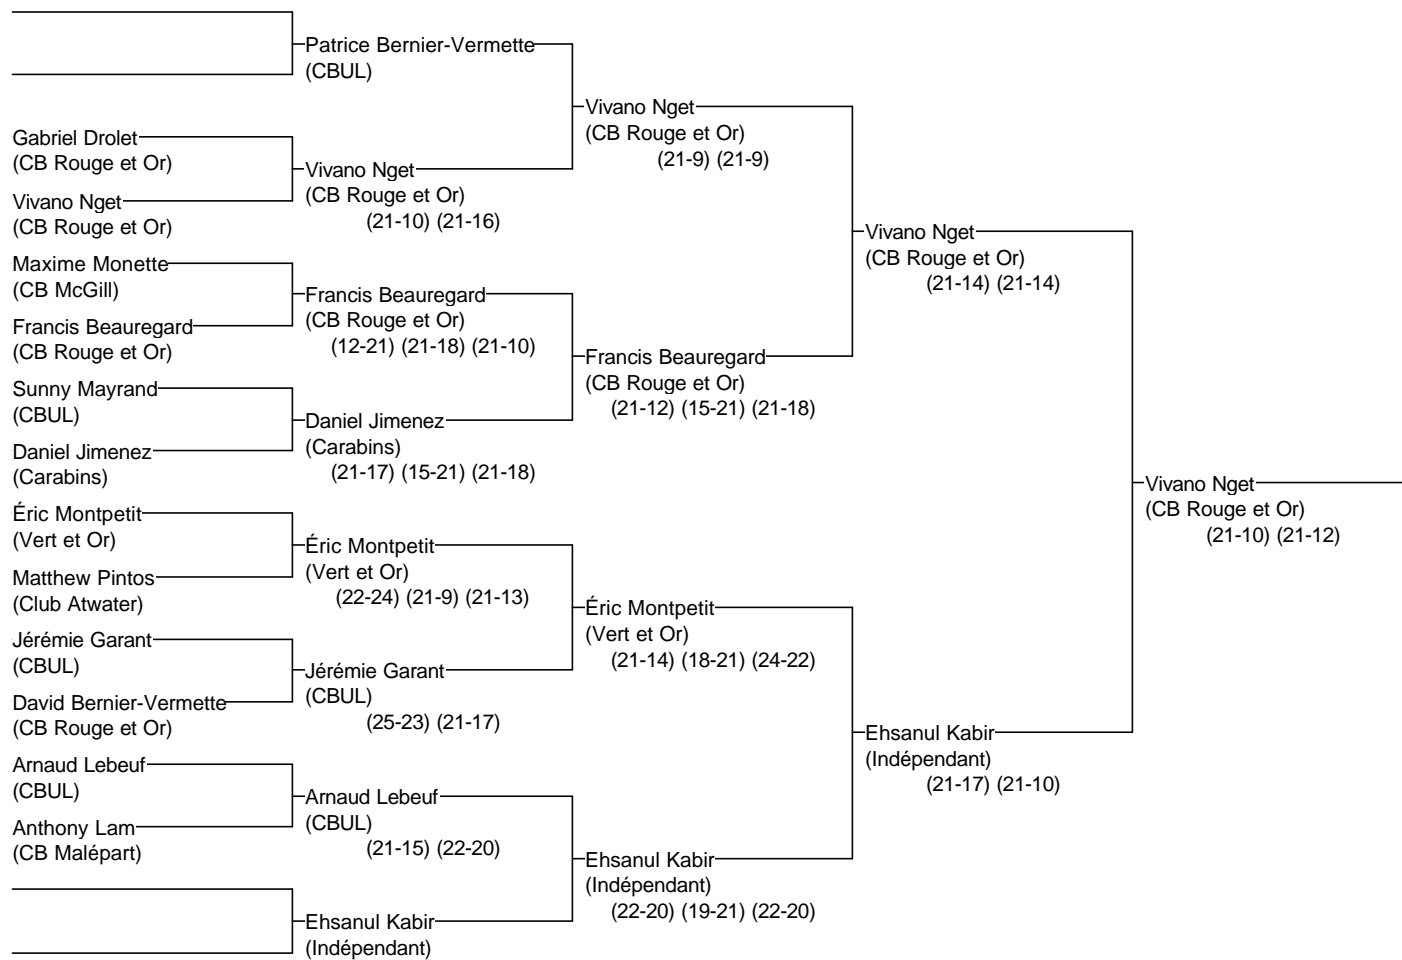 Patrice Bernier-Vermette
(CBUL)
Gabriel Drolet
(CB Rouge et Or)
Vivano Nget
(CB Rouge et Or)
Maxime Monette
(CB McGill)
Francis Beauregard
(CB Rouge et Or)
Sunny Mayrand
(CBUL)
Daniel Jimenez
(Carabins)
Éric Montpetit
(Vert et Or)
Matthew Pintos
(Club Atwater)
Jérémie Garant
(CBUL)
David Bernier-Vermette
(CB Rouge et Or)
Arnaud Lebeuf
(CBUL)
Anthony Lam
(CB Malépart)
Vivano Nget
(CB Rouge et Or)
(21-10) (21-16)
Francis Beauregard
(CB Rouge et Or)
(12-21) (21-18) (21-10)
Daniel Jimenez
(Carabins)
(21-17) (15-21) (21-18)
Éric Montpetit
(Vert et Or)
(22-24) (21-9) (21-13)
Jérémie Garant
(CBUL)
(25-23) (21-17)
Arnaud Lebeuf
(CBUL)
(21-15) (22-20)
Ehsanul Kabir
(Indépendant)
Vivano Nget
(CB Rouge et Or)
(21-9) (21-9)
Francis Beauregard
(CB Rouge et Or)
(21-12) (15-21) (21-18)
Éric Montpetit
(Vert et Or)
(21-14) (18-21) (24-22)
Ehsanul Kabir
(Indépendant)
(22-20) (19-21) (22-20)
Vivano Nget
(CB Rouge et Or)
(21-14) (21-14)
Ehsanul Kabir
(Indépendant)
(21-17) (21-10)
Vivano Nget
(CB Rouge et Or)
(21-10) (21-12)